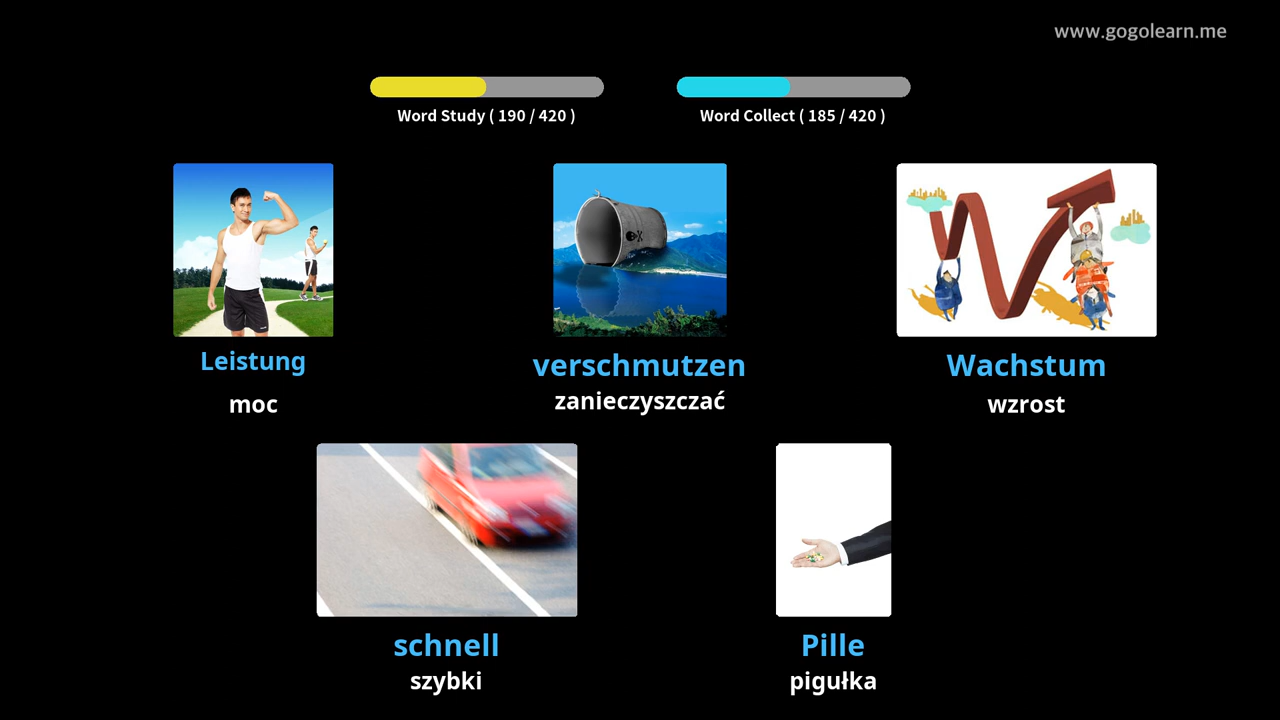 www.gogolearn.me
Word Study ( 190 / 420 )
Word Collect ( 185 / 420 )
Leistung
moc
verschmutzen
zanieczyszczać
Wachstum
wzrost
schnell
szybki
Pille
pigułka